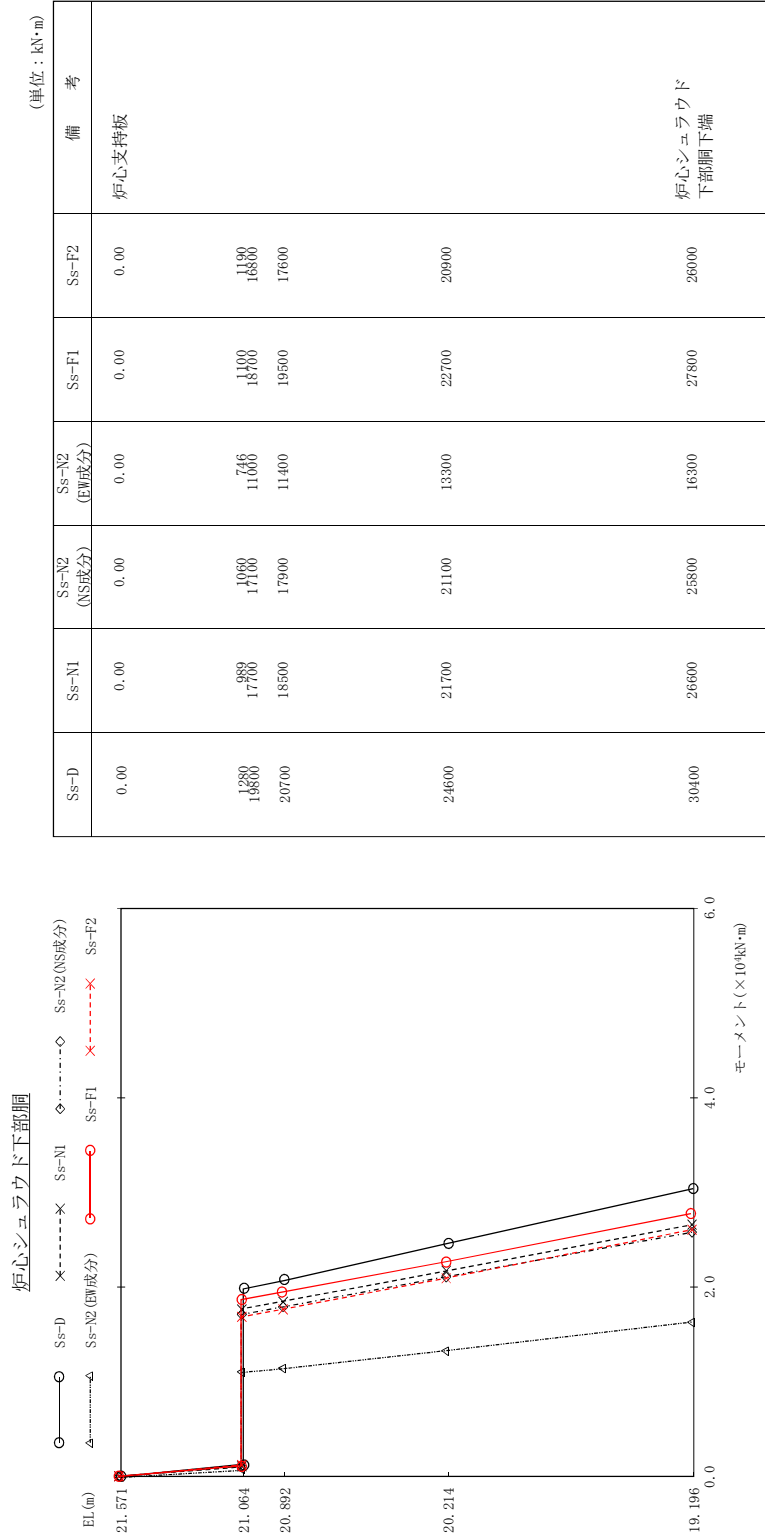 炉心シュラウド下部胴
Ss-D Ss-N1 Ss-N2(NS成分)
Ss-N2(EW成分) Ss-F1 Ss-F2
EL(m)
21.571
21.064
20.892
20.214
19.196
0.0 2.0 4.0 6.0
モーメント(×10⁴kN･m)
(単位：kN･m)
Ss-D Ss-N1 Ss-N2 (NS成分) Ss-N2 (EW成分) Ss-F1 Ss-F2 備 考
0.00 0.00 0.00 0.00 0.00 0.00 炉心支持板
1280 989 1060 746 1100 1190
19800 17700 17100 11000 18700 16800
20700 18500 17900 11400 19500 17600
24600 21700 21100 13300 22700 20900
30400 26600 25800 16300 27800 26000 炉心シュラウド
下部胴下端